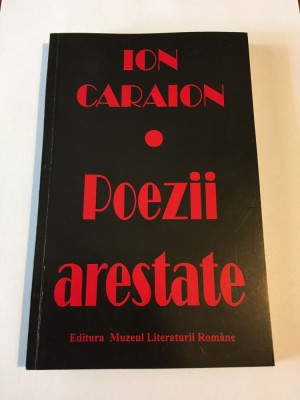 ION
CARAION
Poezii
arestate
Editura Muzeul Literaturii Române